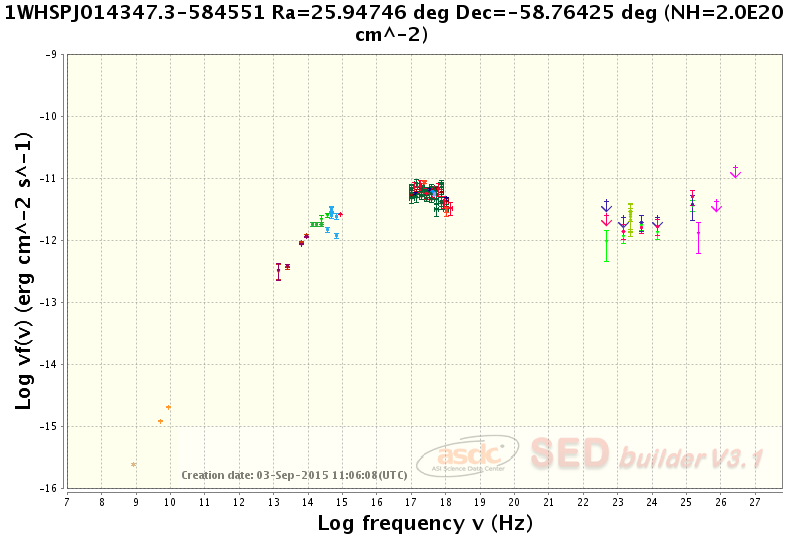 1WHSPJ014347.3-584551 Ra=25.94746 deg Dec=-58.76425 deg (NH=2.0E20
cm^-2)
Log νf(ν) (erg cm^-2 s^-1)
-9
-10
-11
-12
-13
-14
-15
-16
asdc
ASI Science Data Center
SED builder V3.1
Creation date: 03-Sep-2015 11:06:08(UTC)
7 8 9 10 11 12 13 14 15 16 17 18 19 20 21 22 23 24 25 26 27
Log frequency ν (Hz)